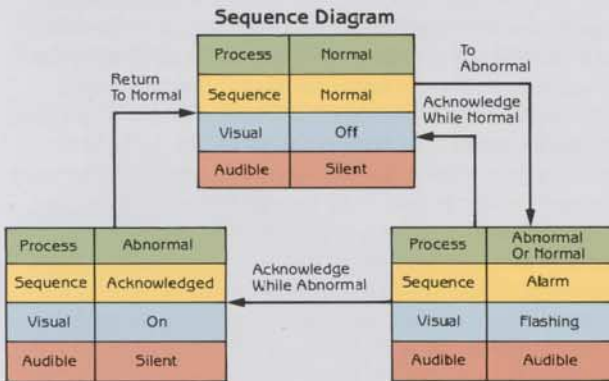 Sequence Diagram
Process Normal
Sequence Normal
Visual Off
Audible Silent
To
Abnormal
Return
To Normal
Acknowledge
While Normal
Process Abnormal
Sequence Acknowledged
Visual On
Audible Silent
Acknowledge
While Abnormal
Process Abnormal
Or Normal
Sequence Alarm
Visual Flashing
Audible Audible